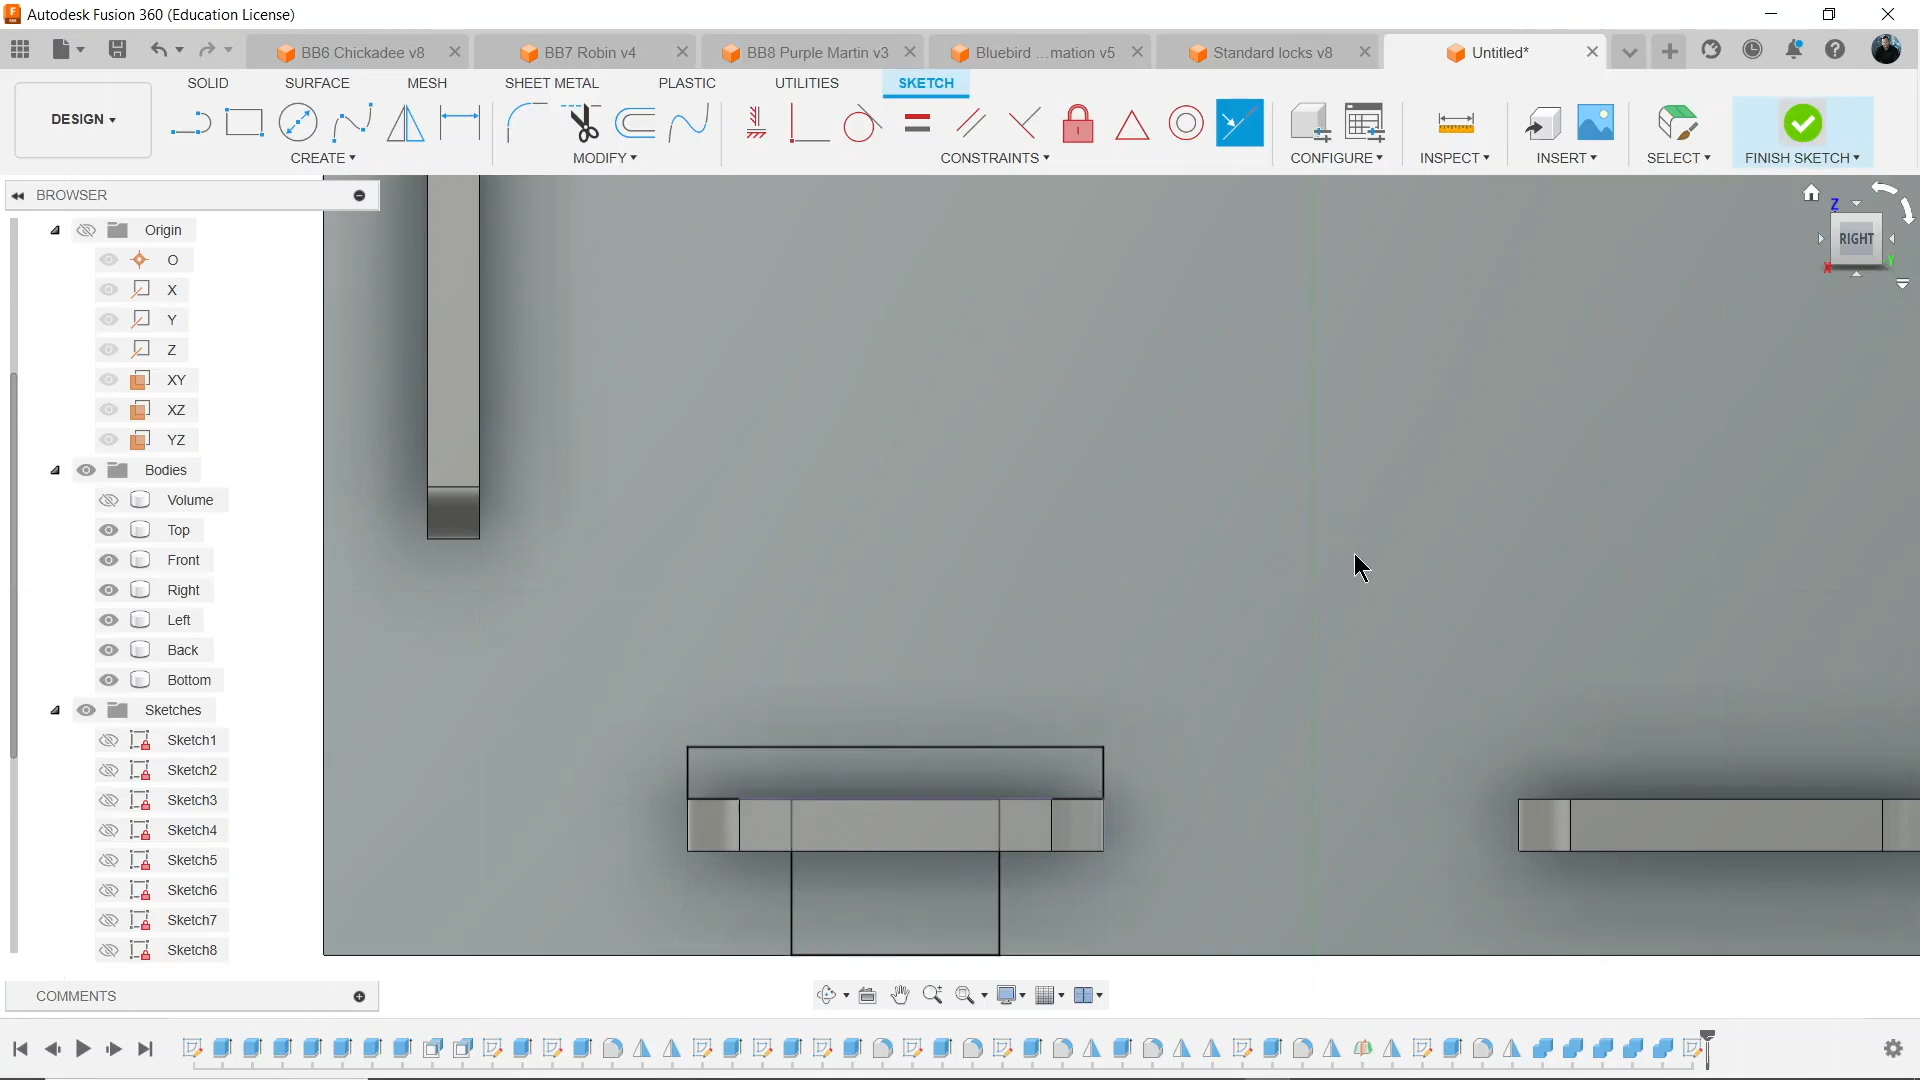 Autodesk Fusion 360 (Education License)
BB6 Chickadee v8
BB7 Robin v4
BB8 Purple Martin v3
Bluebird ...mation v5
Standard locks v8
Untitled*
DESIGN
SOLID
SURFACE
MESH
SHEET METAL
PLASTIC
UTILITIES
SKETCH
CREATE
MODIFY
CONSTRAINTS
CONFIGURE
INSPECT
INSERT
SELECT
FINISH SKETCH
BROWSER
Origin
O
X
Y
Z
XY
XZ
YZ
Bodies
Volume
Top
Front
Right
Left
Back
Bottom
Sketches
Sketch1
Sketch2
Sketch3
Sketch4
Sketch5
Sketch6
Sketch7
Sketch8
Z
RIGHT
X
Y
COMMENTS